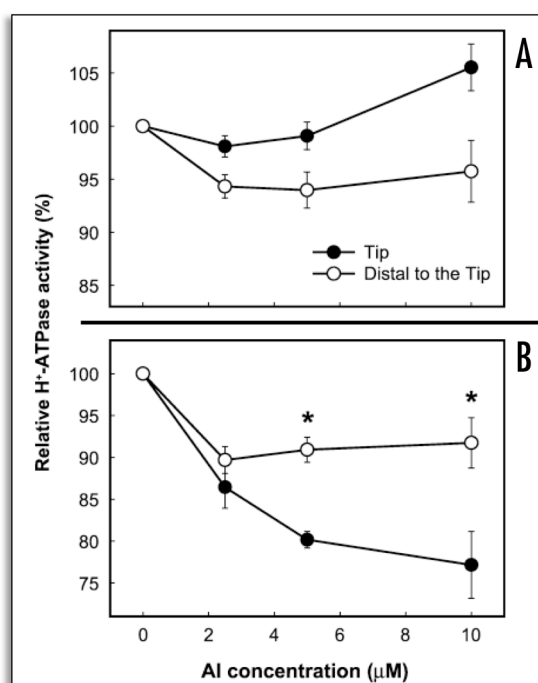 A
105
100
95
90
85
Tip
Distal to the Tip
Relative H⁺-ATPase activity (%)
B
100
95
90
85
80
75
*
*
0 2 4 6 8 10
Al concentration (μM)